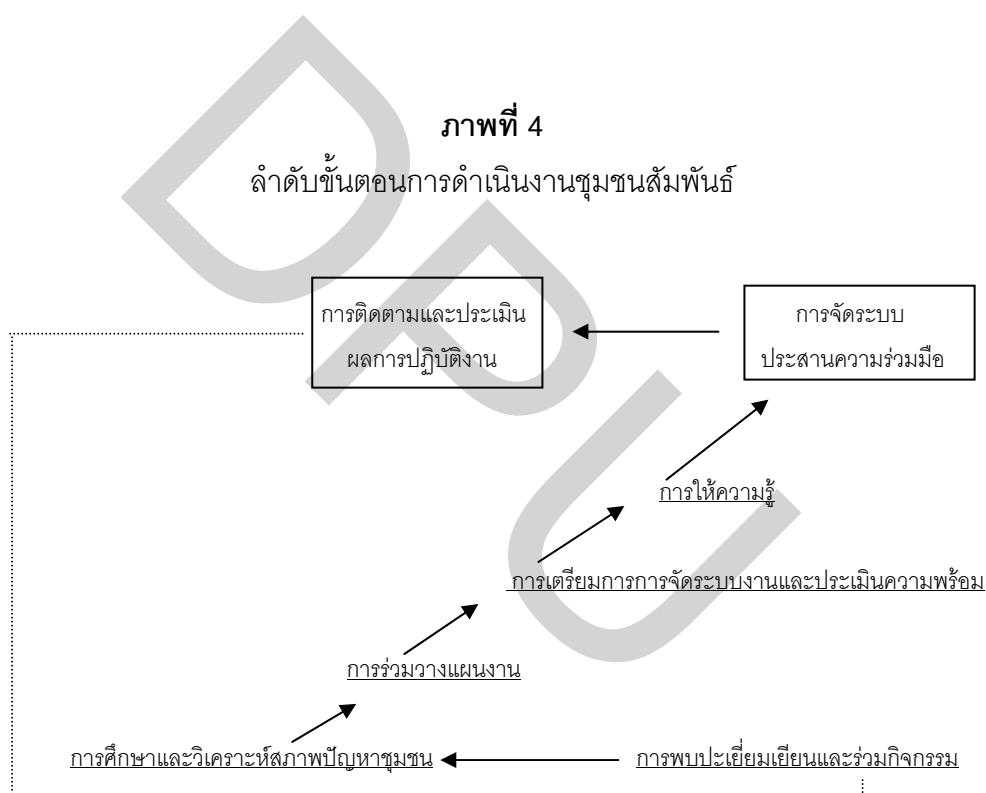 ภาพที่ 4
ลำดับขั้นตอนการดำเนินงานชุมชนสัมพันธ์
การติดตามและประเมิน
ผลการปฏิบัติงาน
การจัดระบบ
ประสานความร่วมมือ
การให้ความรู้
การเตรียมการการจัดระบบงานและประเมินความพร้อม
การร่วมวางแผนงาน
การศึกษาและวิเคราะห์สภาพปัญหาชุมชน
การพบปะเยี่ยมเยียนและร่วมกิจกรรม
DPU